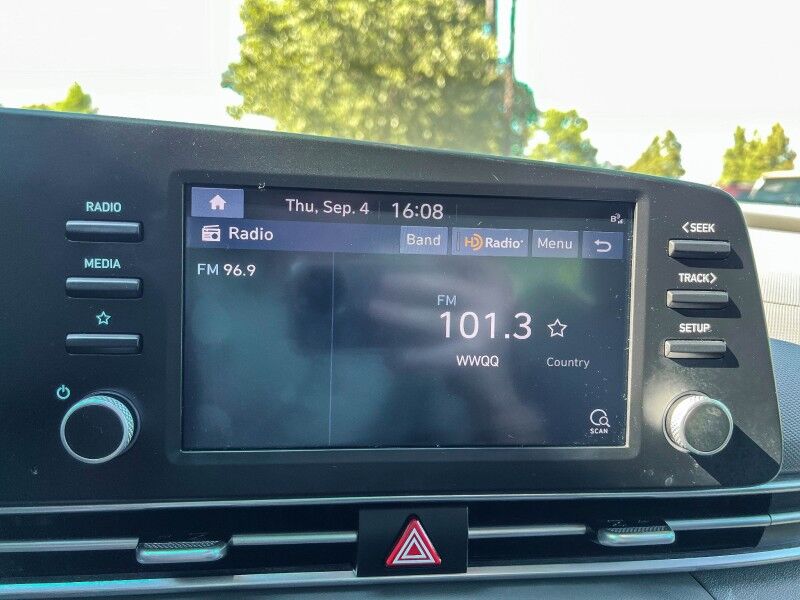 RADIO
MEDIA
Thu, Sep. 4 16:08
Radio
Band HD Radio Menu
FM 96.9
FM
101.3
WWQQ Country
SCAN
<SEEK
TRACK>
SETUP